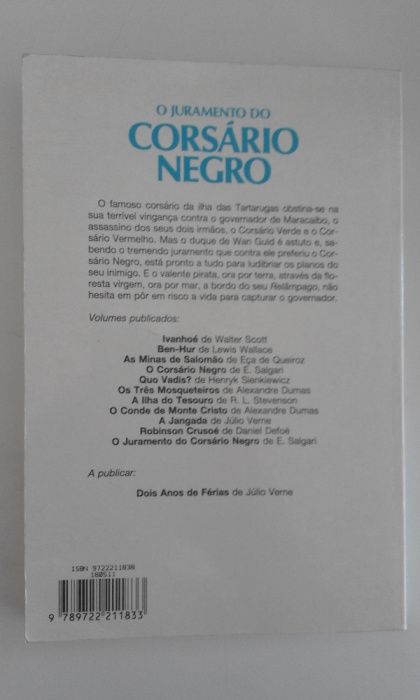 O JURAMENTO DO
CORSÁRIO
NEGRO
O famoso corsário da ilha das Tartarugas obstina-se na
sua terrível vingança contra o governador de Maracaibo, o
assassino dos seus dois irmãos, o Corsário Verde e o Cor-
sário Vermelho. Mas o duque de Wan Guld é astuto e, sa-
bendo o tremendo juramento que contra ele preferiu o Cor-
sário Negro, está pronto a tudo para ludibriar os planos do
seu inimigo. E o valente pirata, ora por terra, através da flo-
resta virgem, ora por mar, a bordo do seu Relâmpago, não
hesita em pôr em risco a vida para capturar o governador.
Volumes publicados:
Ivanhoé de Walter Scott
Ben-Hur de Lewis Wallace
As Minas de Salomão de Eça de Queiroz
O Corsário Negro de E. Salgari
Quo Vadis? de Henryk Sienkiewicz
Os Três Mosqueteiros de Alexandre Dumas
A Ilha do Tesouro de R. L. Stevenson
O Conde de Monte Cristo de Alexandre Dumas
A Jangada de Júlio Verne
Robinson Crusoé de Daniel Defoë
O Juramento do Corsário Negro de E. Salgari
A publicar:
Dois Anos de Férias de Júlio Verne
ISBN 9722211838
180511
9 789722 211833